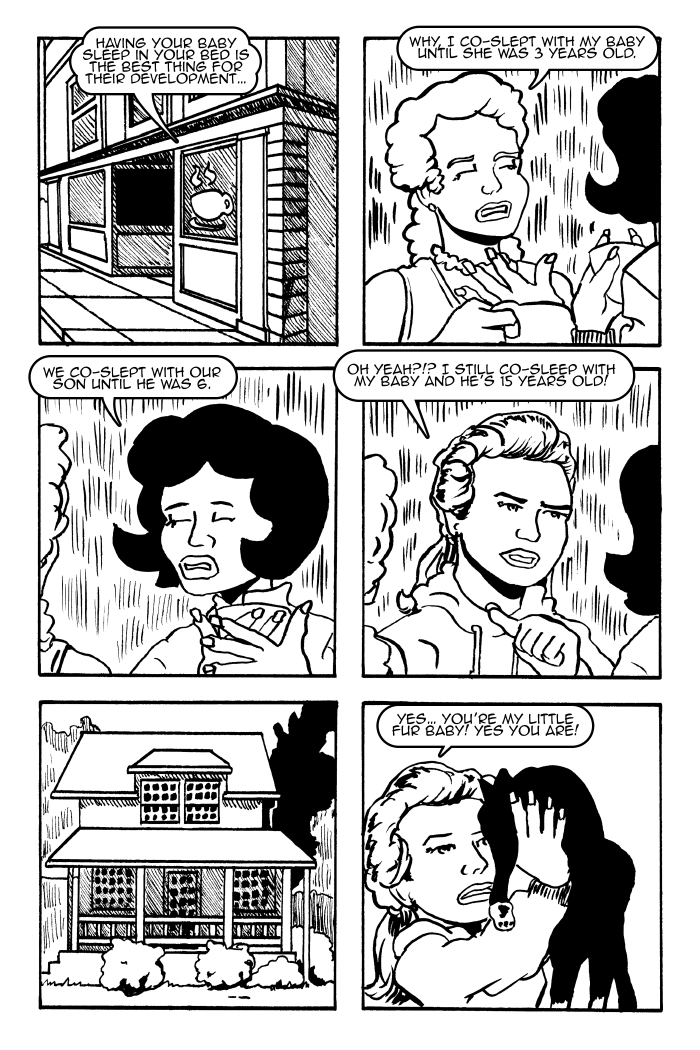 HAVING YOUR BABY
SLEEP IN YOUR BED IS
THE BEST THING FOR
THEIR DEVELOPMENT...
WHY, I CO-SLEPT WITH MY BABY
UNTIL SHE WAS 3 YEARS OLD.
WE CO-SLEPT WITH OUR
SON UNTIL HE WAS 6.
OH YEAH?!? I STILL CO-SLEEP WITH
MY BABY AND HE'S 15 YEARS OLD!
YES... YOU'RE MY LITTLE
FUR BABY! YES YOU ARE!